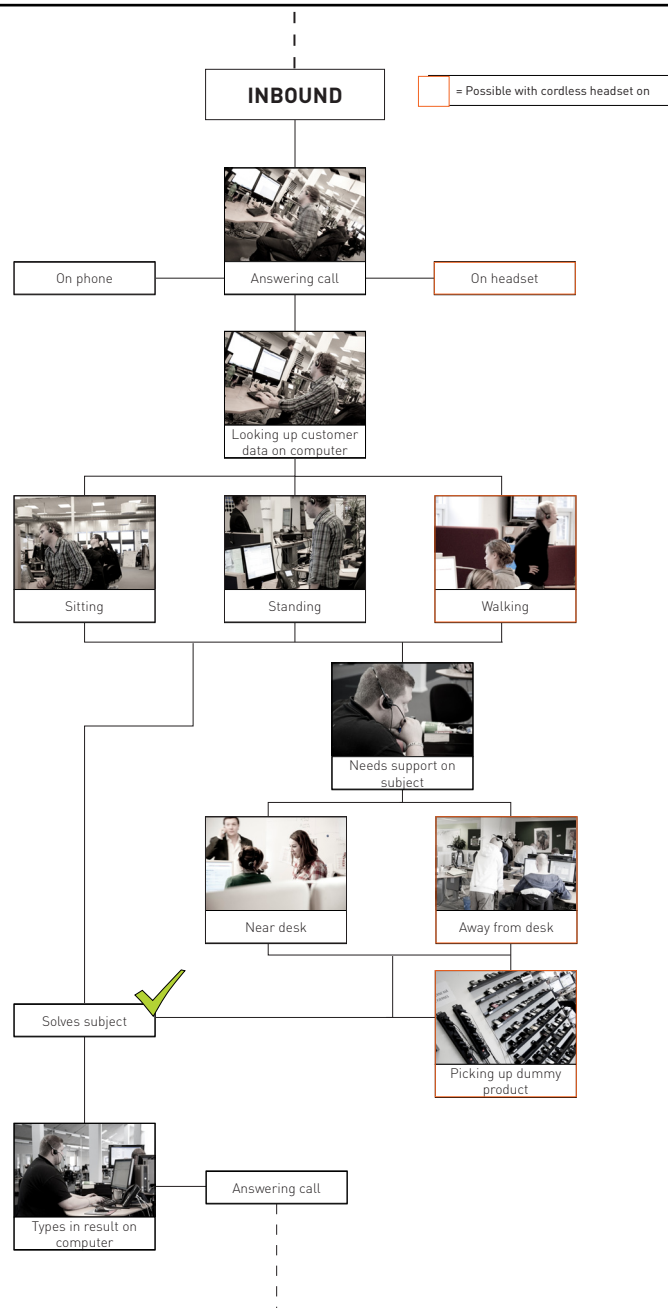 INBOUND
= Possible with cordless headset on
On phone
Answering call
On headset
Looking up customer
data on computer
Sitting
Standing
Walking
Needs support on
subject
Near desk
Away from desk
Solves subject
Picking up dummy
product
Types in result on
computer
Answering call